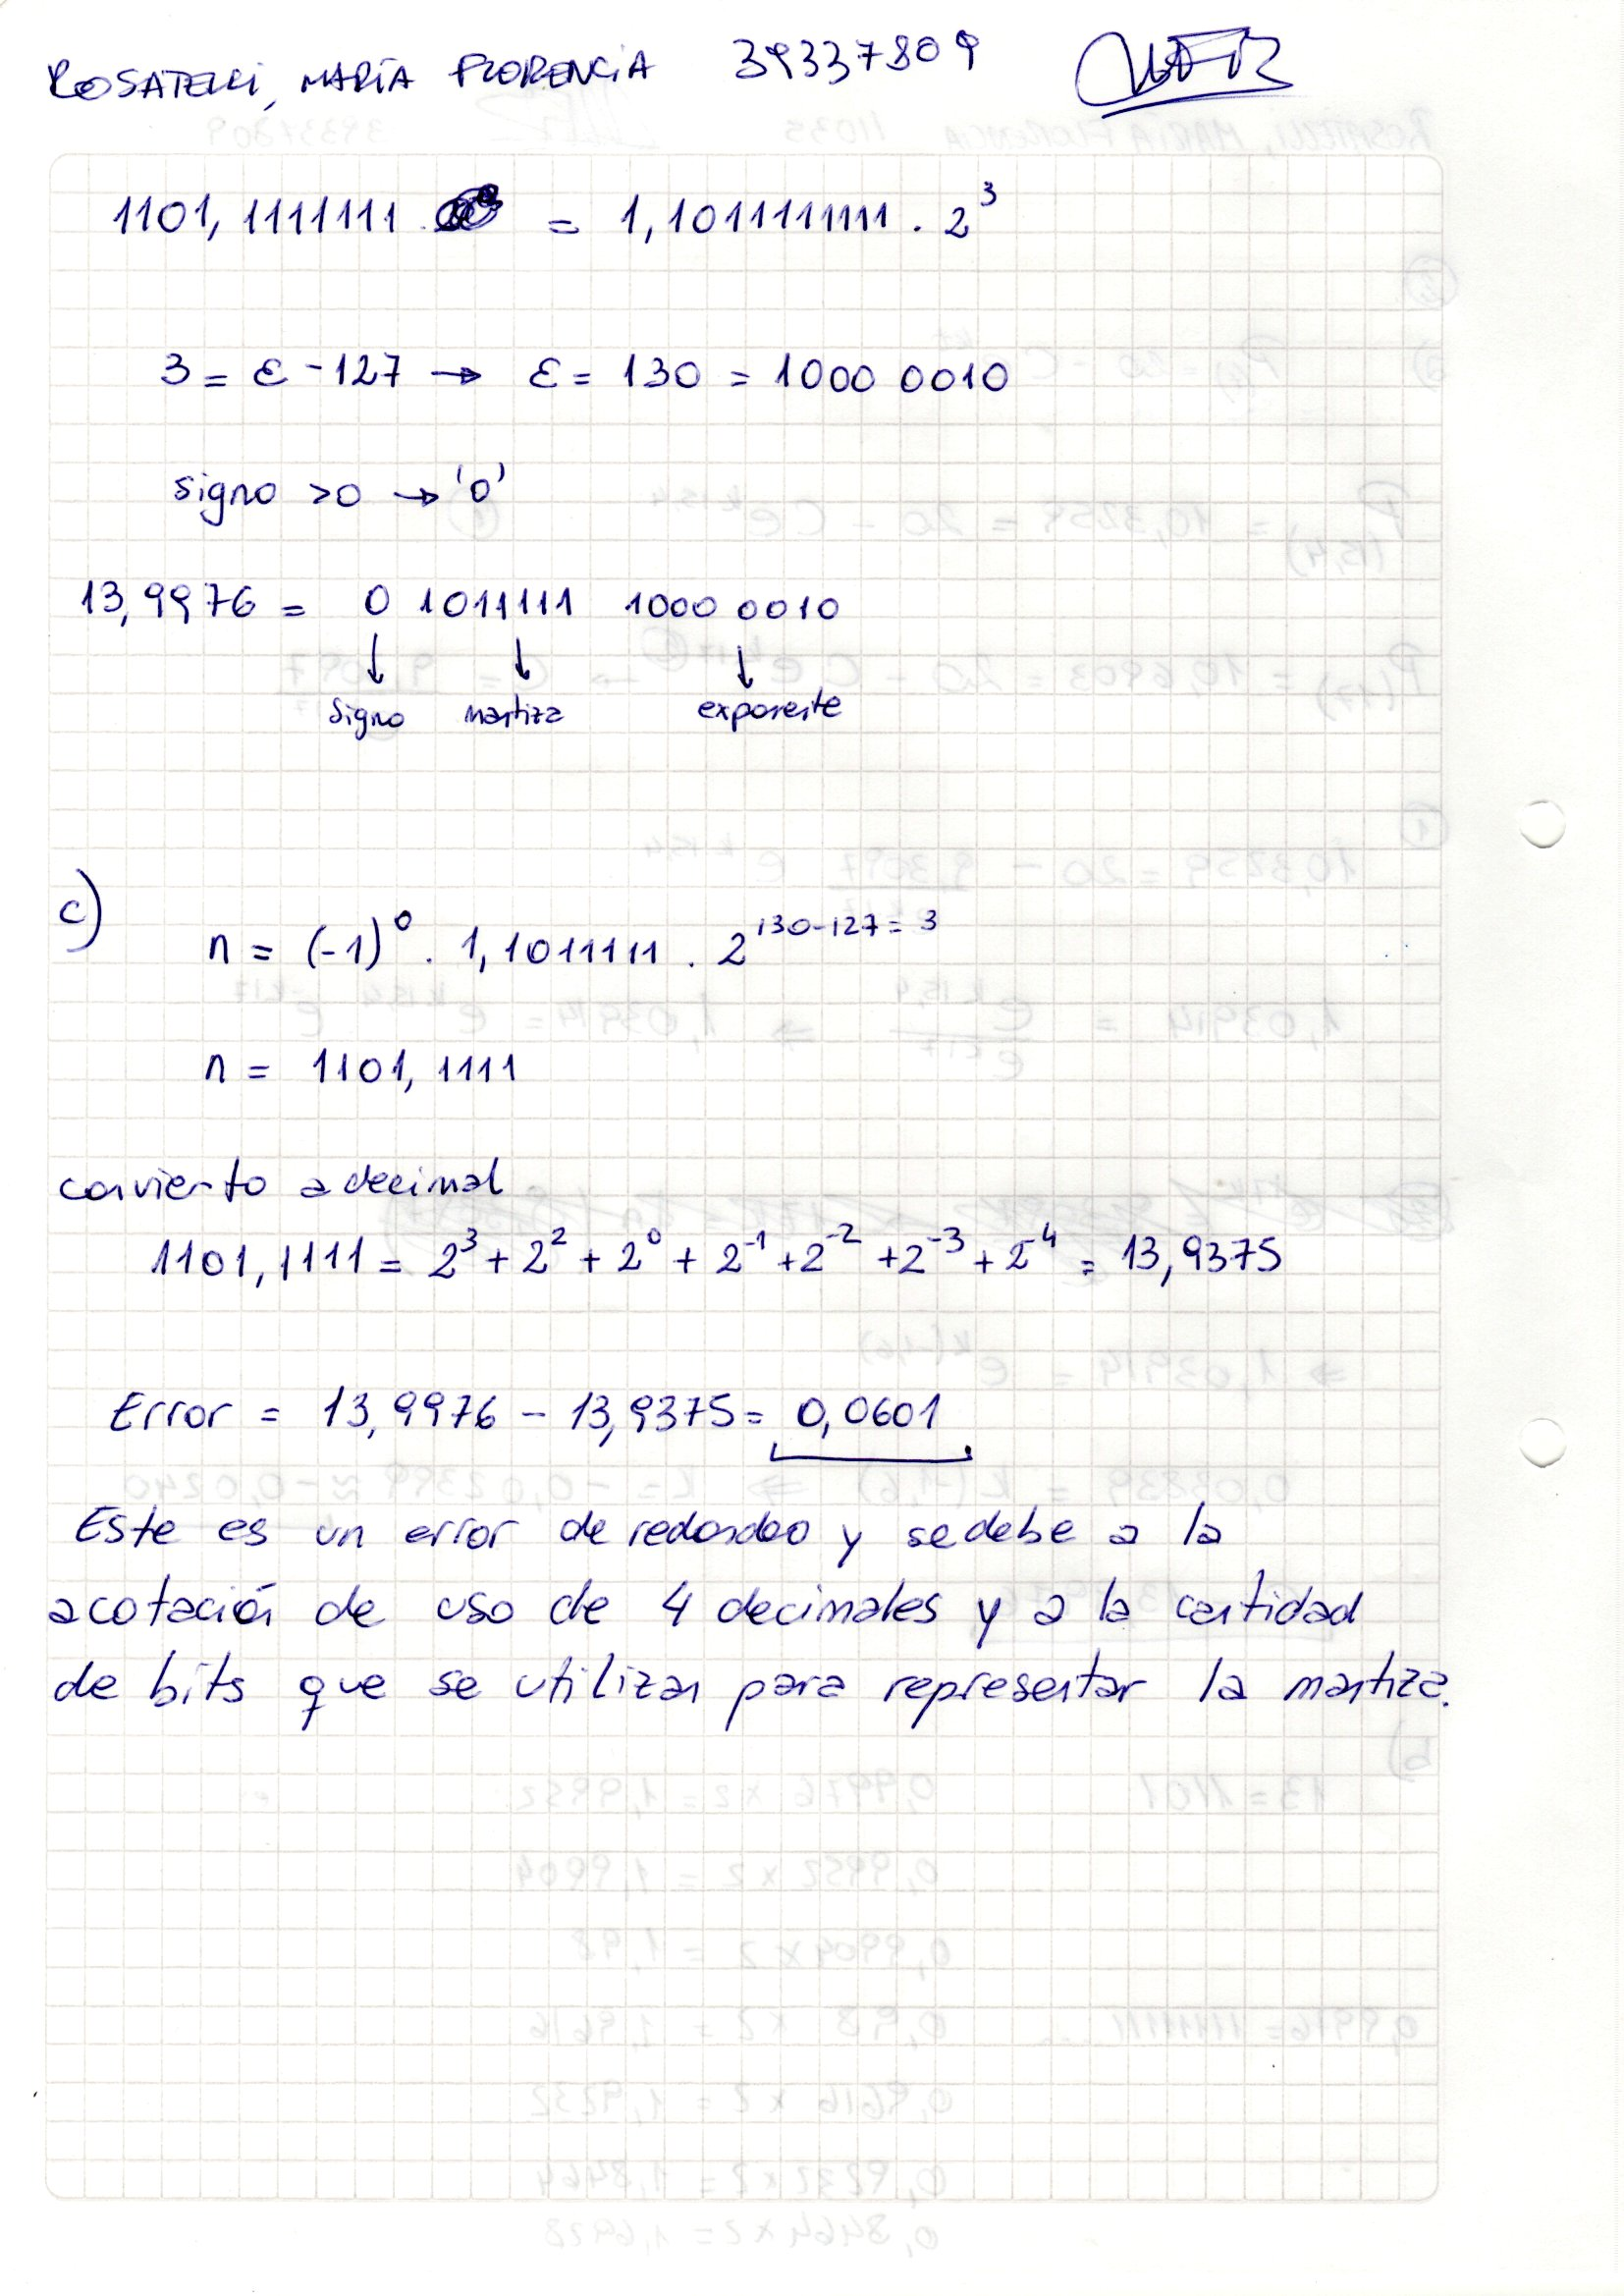 ROSATELLI, MARÍA FLORENCIA 39337809
1101,1111111 . = 1,1011111111 . 2³
3 = ε - 127 → ε = 130 = 1000 0010
signo >0 → '0'
13,9976 = 0 1011111 1000 0010
↓ ↓ ↓
signo mantiza exponente
c)
n = (-1)⁰ . 1,1011111 . 2^130-127=3
n = 1101,1111
convierto a decimal
1101,1111 = 2³ + 2² + 2⁰ + 2⁻¹ + 2⁻² + 2⁻³ + 2⁻⁴ = 13,9375
Error = 13,9976 - 13,9375 = 0,0601
Este es un error de redondeo y se debe a la
acotación de uso de 4 decimales y a la cantidad
de bits que se utilizan para representar la mantiza.